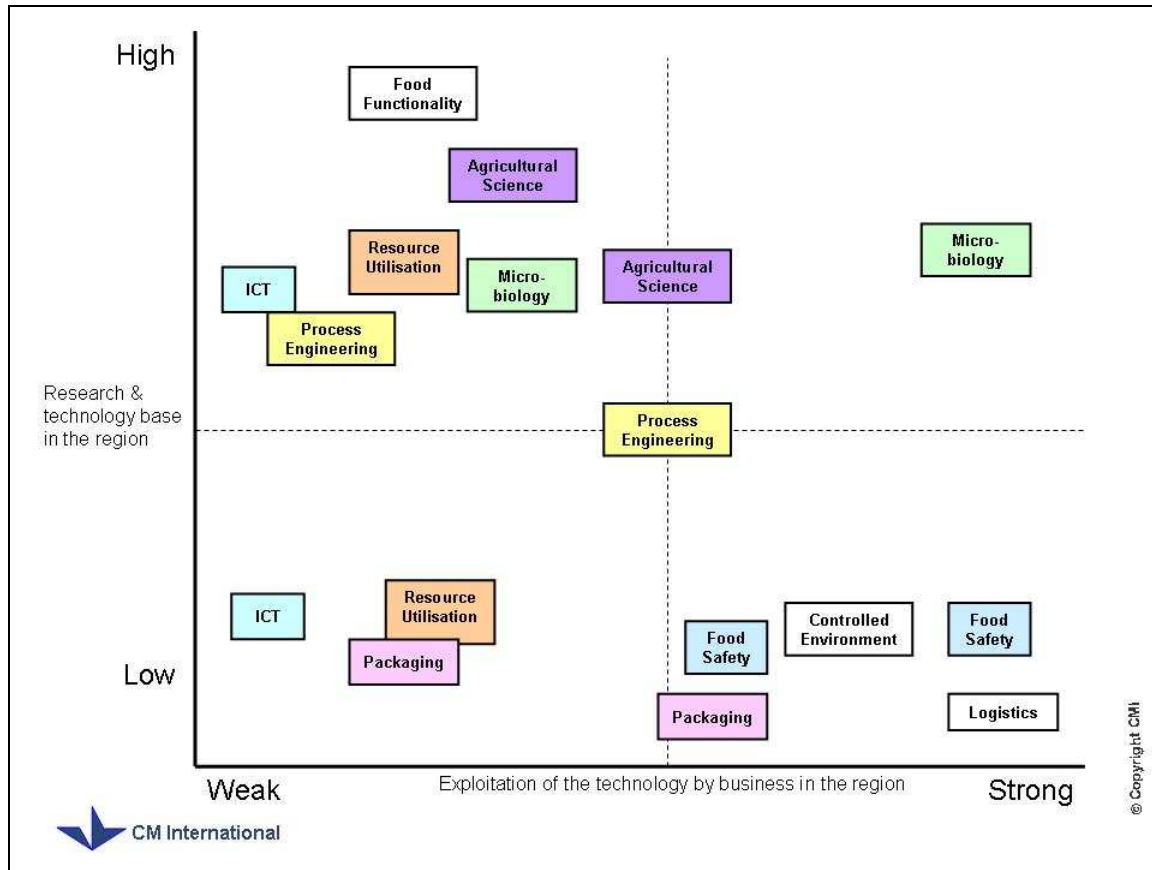 High
Food
Functionality
Agricultural
Science
Resource
Utilisation
Micro-
biology
Agricultural
Science
Micro-
biology
ICT
Process
Engineering
Research &
technology base
in the region
Process
Engineering
ICT
Resource
Utilisation
Packaging
Food
Safety
Controlled
Environment
Food
Safety
Low
Packaging
Logistics
Weak
Exploitation of the technology by business in the region
Strong
© Copyright CMI
CM International